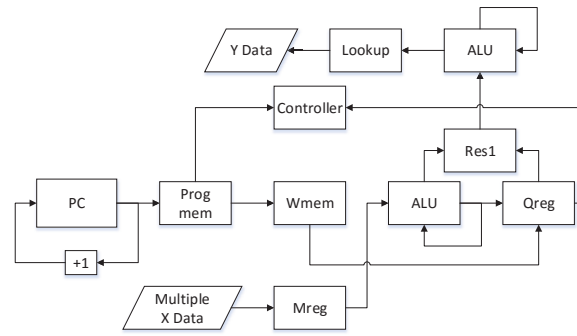 Y Data
Lookup
ALU
Controller
Res1
PC
Prog
mem
Wmem
ALU
Qreg
+1
Multiple
X Data
Mreg